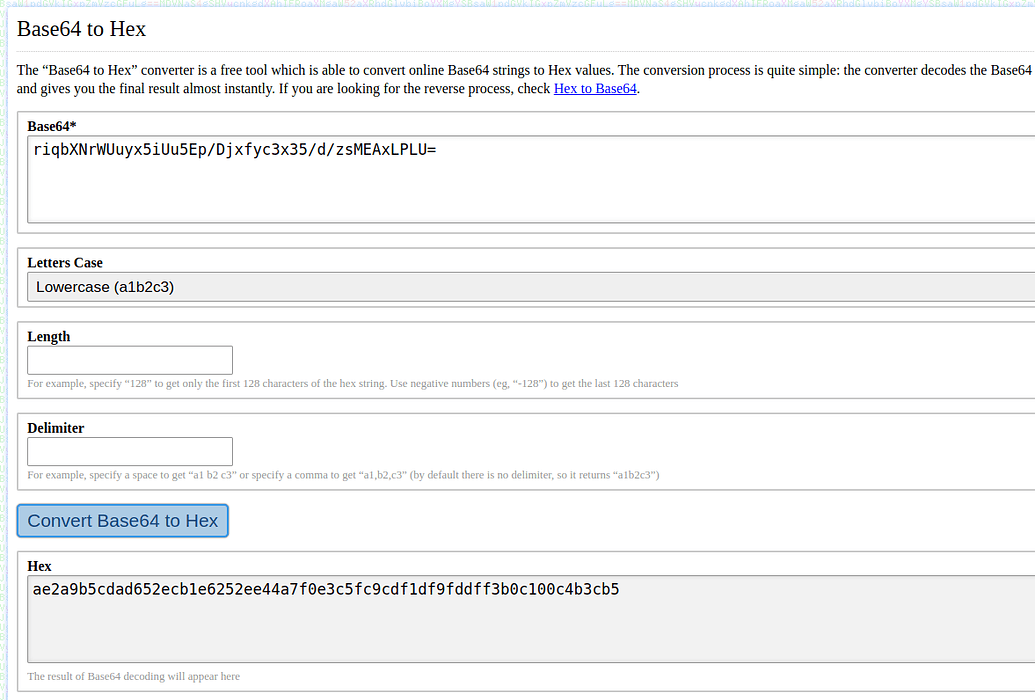 Base64 to Hex
The “Base64 to Hex” converter is a free tool which is able to convert online Base64 strings to Hex values. The conversion process is quite simple: the converter decodes the Base64
and gives you the final result almost instantly. If you are looking for the reverse process, check Hex to Base64.
Base64*
riqbXNrWUuyx5iUu5Ep/Djxfyc3x35/d/zsMEAxLPLU=
Letters Case
Lowercase (a1b2c3)
Length
For example, specify “128” to get only the first 128 characters of the hex string. Use negative numbers (eg, “-128”) to get the last 128 characters
Delimiter
For example, specify a space to get “a1 b2 c3” or specify a comma to get “a1,b2,c3” (by default there is no delimiter, so it returns “a1b2c3”)
Convert Base64 to Hex
Hex
ae2a9b5cdad652ecb1e6252ee44a7f0e3c5fc9cdf1df9fddff3b0c100c4b3cb5
The result of Base64 decoding will appear here